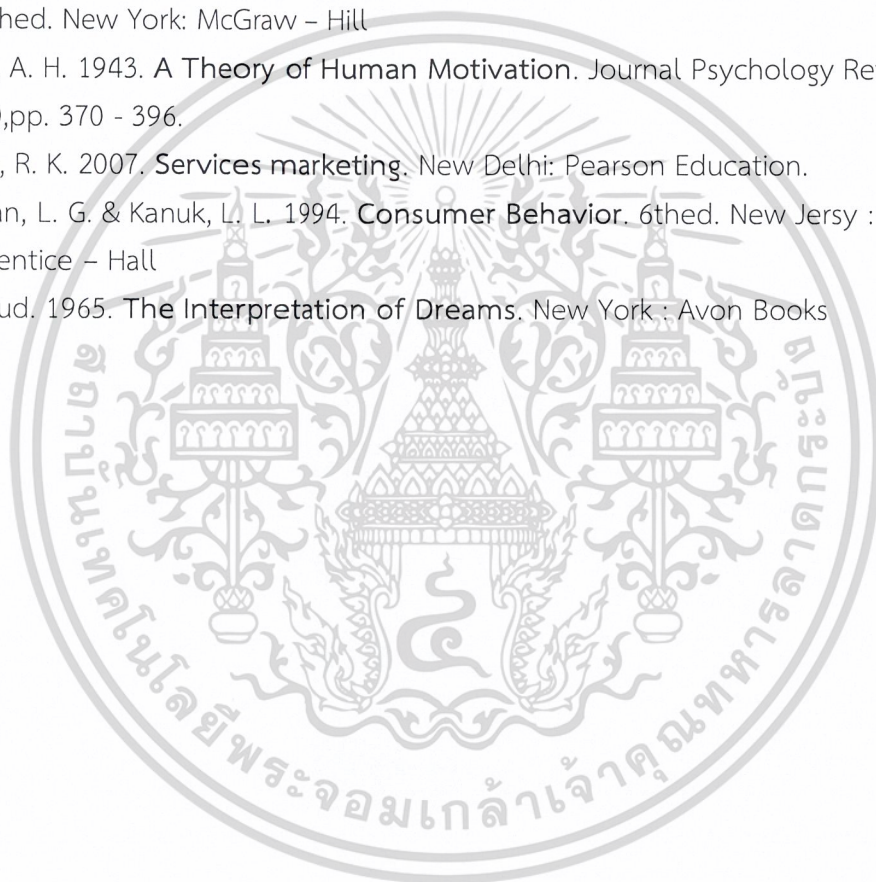 hed. New York: McGraw – Hill
A. H. 1943. A Theory of Human Motivation. Journal Psychology Re
,pp. 370 - 396.
, R. K. 2007. Services marketing. New Delhi: Pearson Education.
an, L. G. & Kanuk, L. L. 1994. Consumer Behavior. 6thed. New Jersy :
entice – Hall
ud. 1965. The Interpretation of Dreams. New York : Avon Books
สถาบันเทคโนโลยีพระจอมเกล้าเจ้าคุณทหารลาดกระบัง
๔